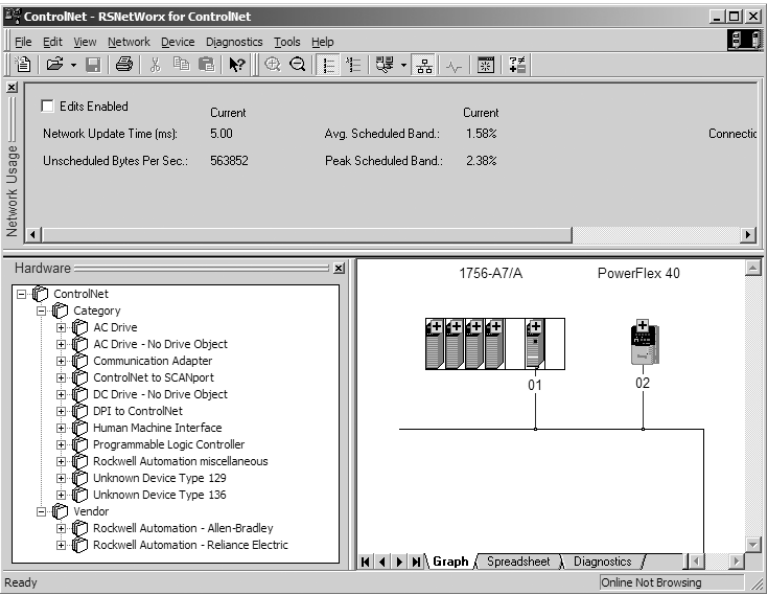 ControlNet - RSNetWorx for ControlNet
File Edit View Network Device Diagnostics Tools Help
Edits Enabled
Current
Current
Network Update Time (ms): 5.00 Avg. Scheduled Band.: 1.58% Connectic
Unscheduled Bytes Per Sec.: 563852 Peak Scheduled Band.: 2.38%
Network Usage
Hardware
ControlNet
Category
AC Drive
AC Drive - No Drive Object
Communication Adapter
ControlNet to SCANport
DC Drive - No Drive Object
DPI to ControlNet
Human Machine Interface
Programmable Logic Controller
Rockwell Automation miscellaneous
Unknown Device Type 129
Unknown Device Type 136
Vendor
Rockwell Automation - Allen-Bradley
Rockwell Automation - Reliance Electric
1756-A7/A PowerFlex 40
01 02
Graph Spreadsheet Diagnostics
Ready Online Not Browsing